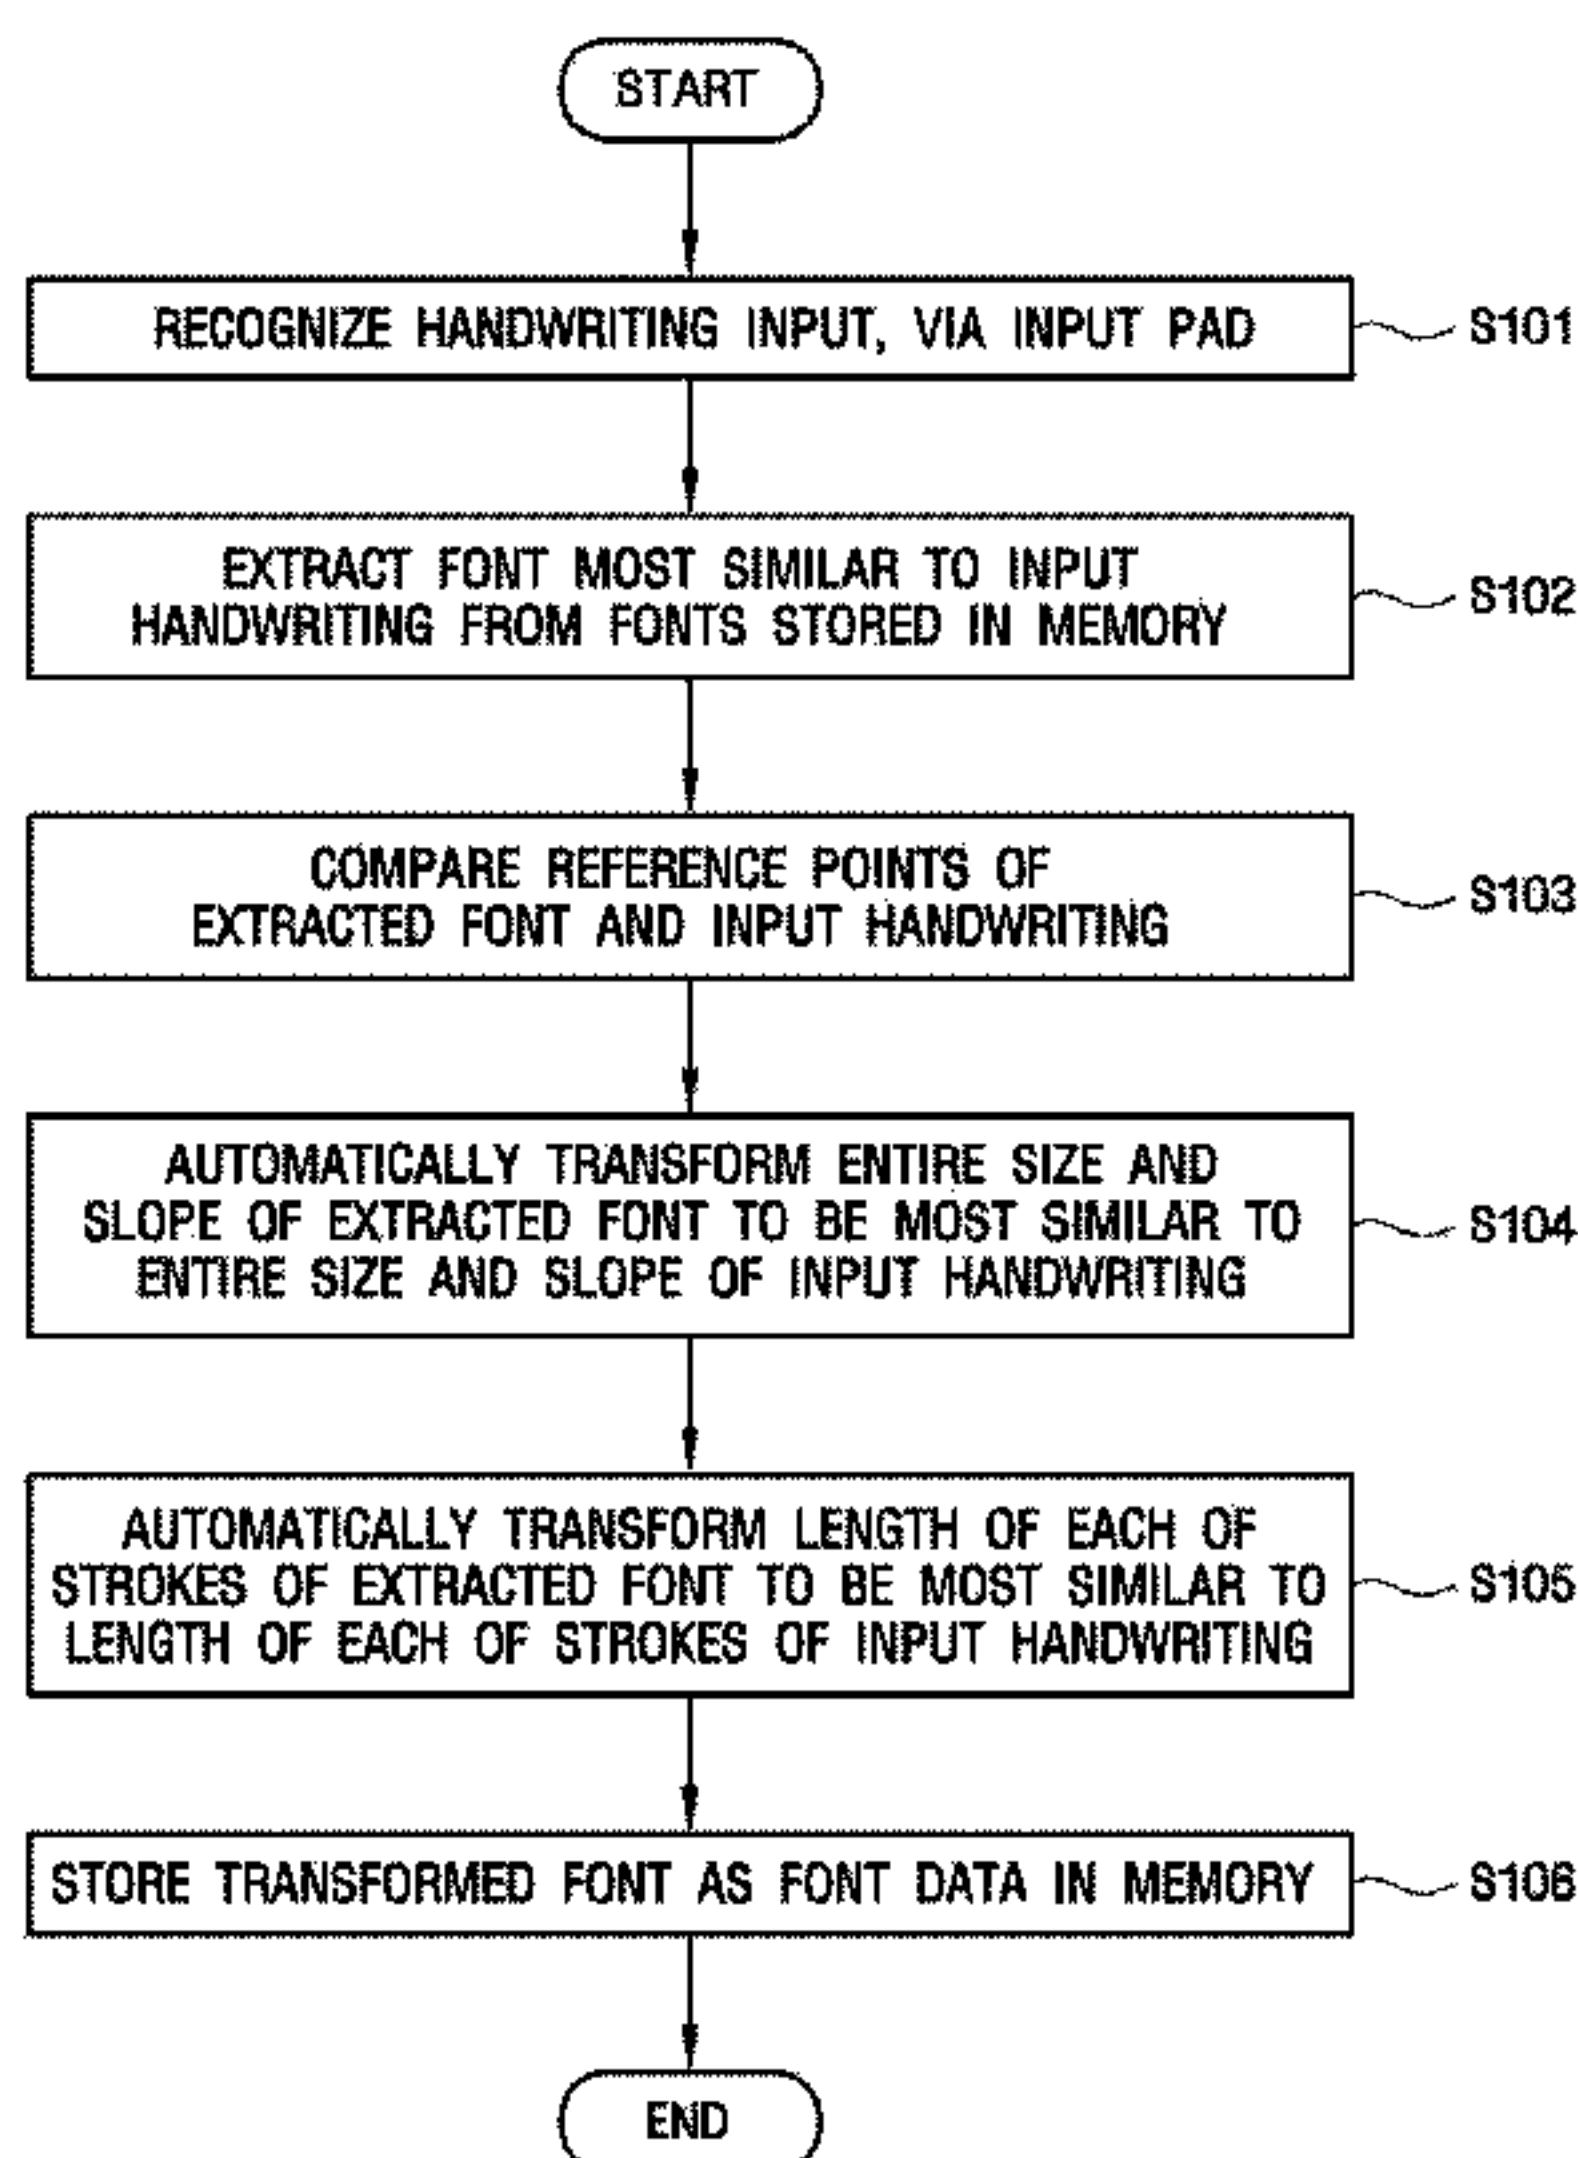 START
RECOGNIZE HANDWRITING INPUT, VIA INPUT PAD
S101
EXTRACT FONT MOST SIMILAR TO INPUT
HANDWRITING FROM FONTS STORED IN MEMORY
S102
COMPARE REFERENCE POINTS OF
EXTRACTED FONT AND INPUT HANDWRITING
S103
AUTOMATICALLY TRANSFORM ENTIRE SIZE AND
SLOPE OF EXTRACTED FONT TO BE MOST SIMILAR TO
ENTIRE SIZE AND SLOPE OF INPUT HANDWRITING
S104
AUTOMATICALLY TRANSFORM LENGTH OF EACH OF
STROKES OF EXTRACTED FONT TO BE MOST SIMILAR TO
LENGTH OF EACH OF STROKES OF INPUT HANDWRITING
S105
STORE TRANSFORMED FONT AS FONT DATA IN MEMORY
S106
END